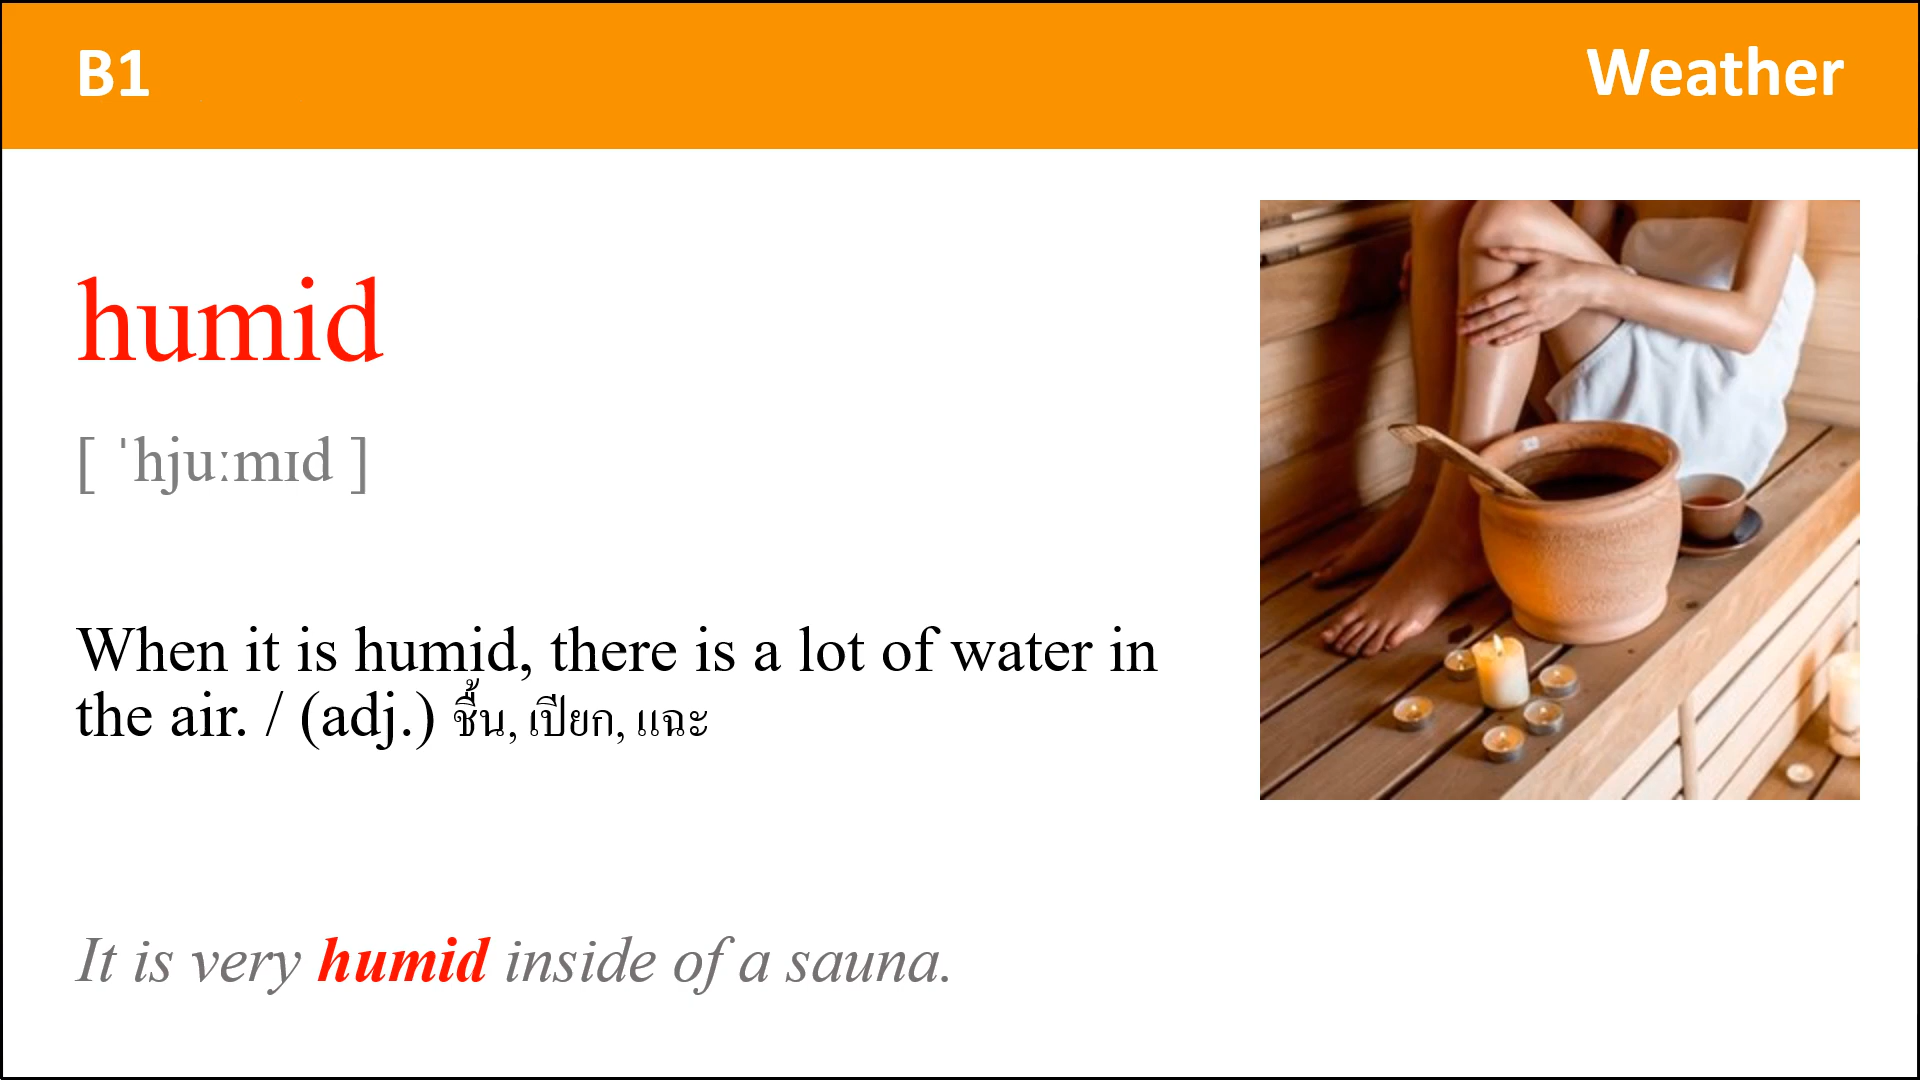 B1
Weather
humid
[ ˈhjuːmɪd ]
When it is humid, there is a lot of water in
the air. / (adj.) ชื้น, เปียก, แฉะ
It is very humid inside of a sauna.